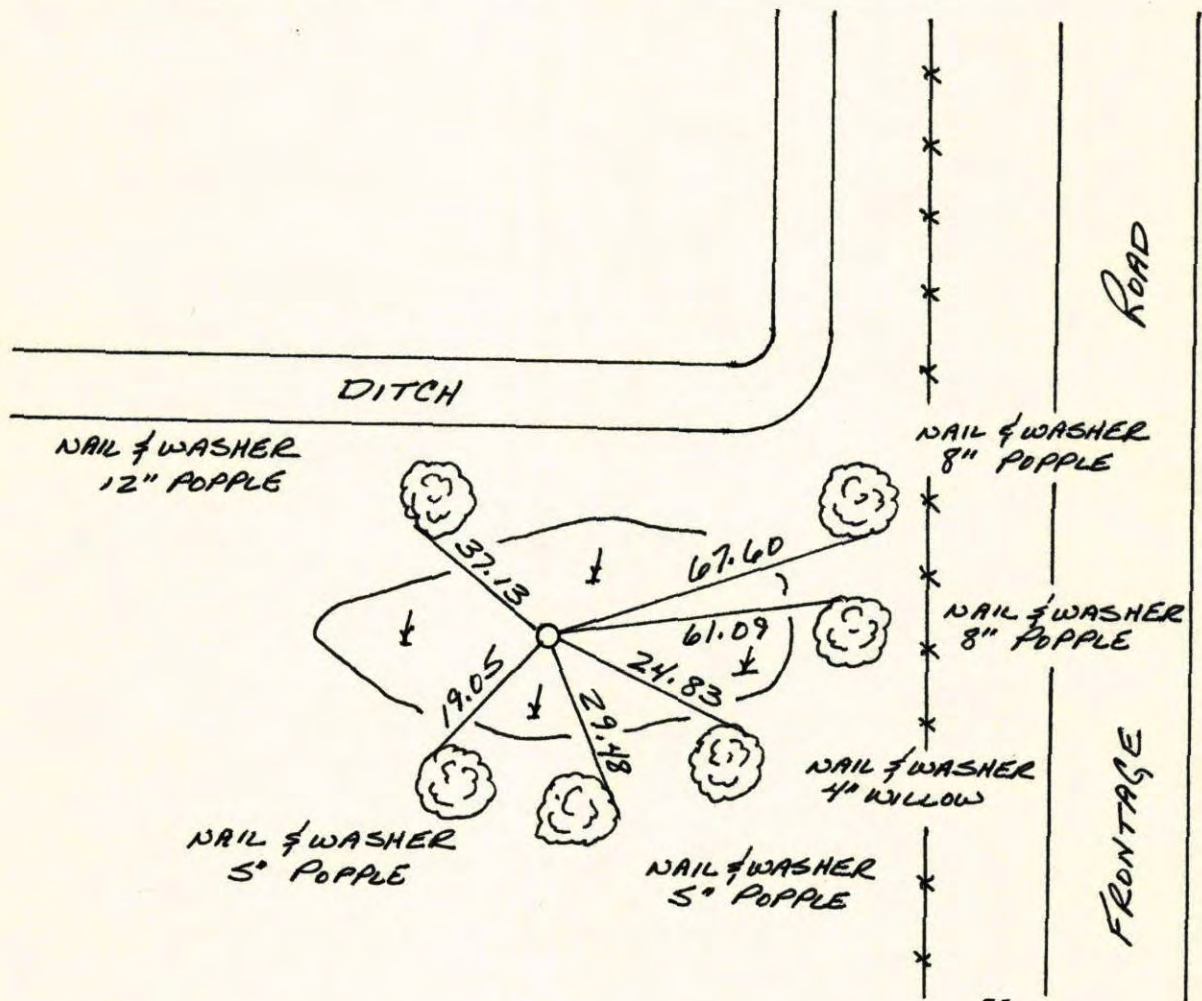 ROAD
DITCH
NAIL & WASHER
12" POPPLE
NAIL & WASHER
8" POPPLE
37.13
67.60
61.09
NAIL & WASHER
8" POPPLE
24.83
19.05
29.48
NAIL & WASHER
4" WILLOW
FRONTAGE
NAIL & WASHER
5" POPPLE
NAIL & WASHER
5" POPPLE